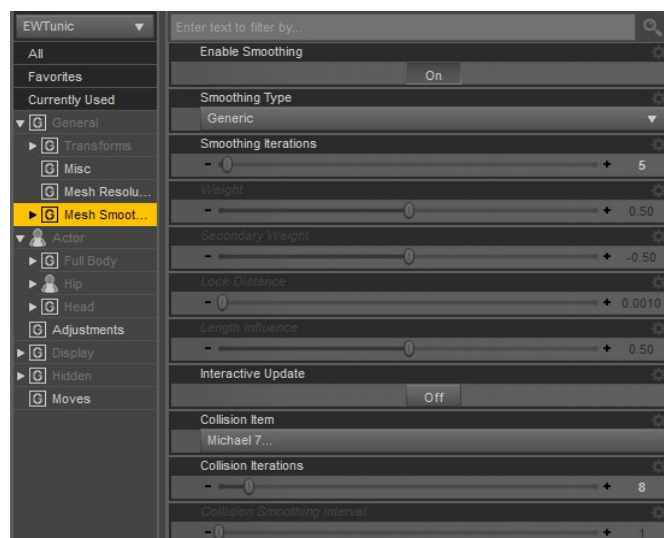 EWTunic
All
Favorites
Currently Used
General
Transforms
Misc
Mesh Resolu...
Mesh Smoot...
Actor
Full Body
Hip
Head
Adjustments
Display
Hidden
Moves
Enter text to filter by...
Enable Smoothing
On
Smoothing Type
Generic
Smoothing Iterations
- + 5
Weight
- + 0.50
Secondary Weight
- + -0.50
Lock Distance
- + 0.0010
Length Influence
- + 0.50
Interactive Update
Off
Collision Item
Michael 7...
Collision Iterations
- + 8
Collision Smoothing Interval
- + 1